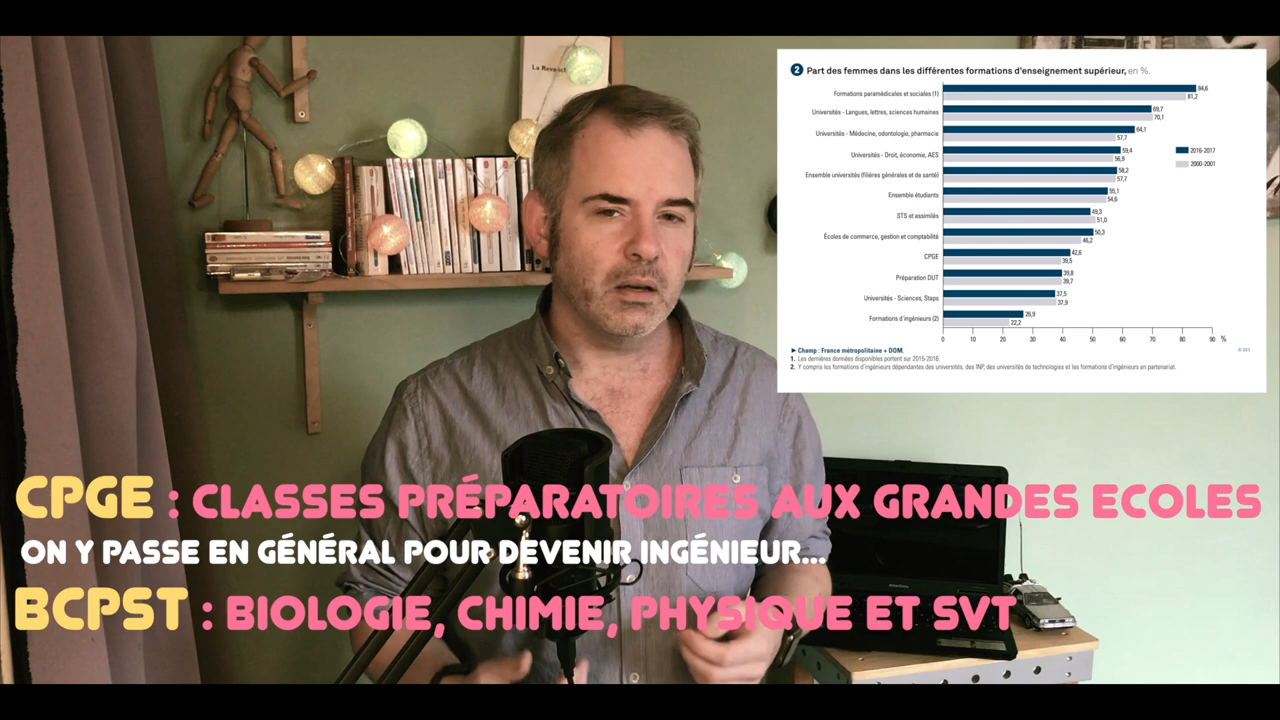 La Revanch
2 Part des femmes dans les différentes formations d'enseignement supérieur, en %.
Formations paramédicales et sociales (1) 84,6
81,2
Universités - Langues, lettres, sciences humaines 69,7
70,1
Universités - Médecine, odontologie, pharmacie 64,1
57,7
Universités - Droit, économie, AES 59,4
56,9
2016-2017
2000-2001
Ensemble universités (filières générales et de santé) 58,2
57,7
Ensemble étudiants 55,1
54,6
STS et assimilés 49,3
51,0
Écoles de commerce, gestion et comptabilité 50,3
46,2
CPGE 42,6
39,5
Préparation DUT 39,8
39,7
Universités - Sciences, Staps 37,5
37,9
Formations d'ingénieurs (2) 26,9
22,2
0 10 20 30 40 50 60 70 80 90 %
► Champ : France métropolitaine + DOM.
1. Les dernières données disponibles portent sur 2015-2016.
2. Y compris les formations d'ingénieurs dépendantes des universités, des INP, des universités de technologies et les formations d'ingénieurs en partenariat.
CPGE : CLASSES PRÉPARATOIRES AUX GRANDES ECOLES
ON Y PASSE EN GÉNÉRAL POUR DEVENIR INGÉNIEUR...
BCPST : BIOLOGIE, CHIMIE, PHYSIQUE ET SVT